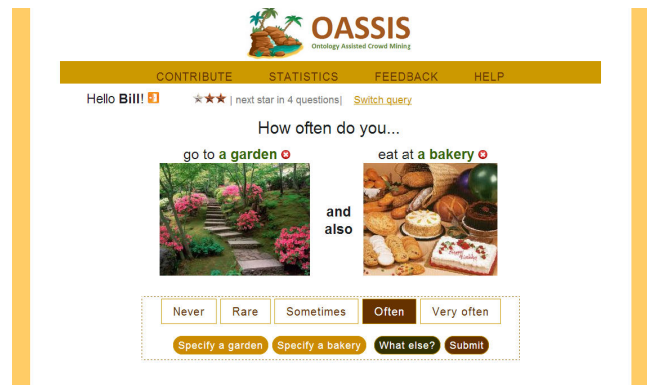 OASSIS
Ontology Assisted Crowd Mining
CONTRIBUTE STATISTICS FEEDBACK HELP
Hello Bill! | next star in 4 questions| Switch query
How often do you...
go to a garden eat at a bakery
and
also
Never Rare Sometimes Often Very often
Specify a garden Specify a bakery What else? Submit